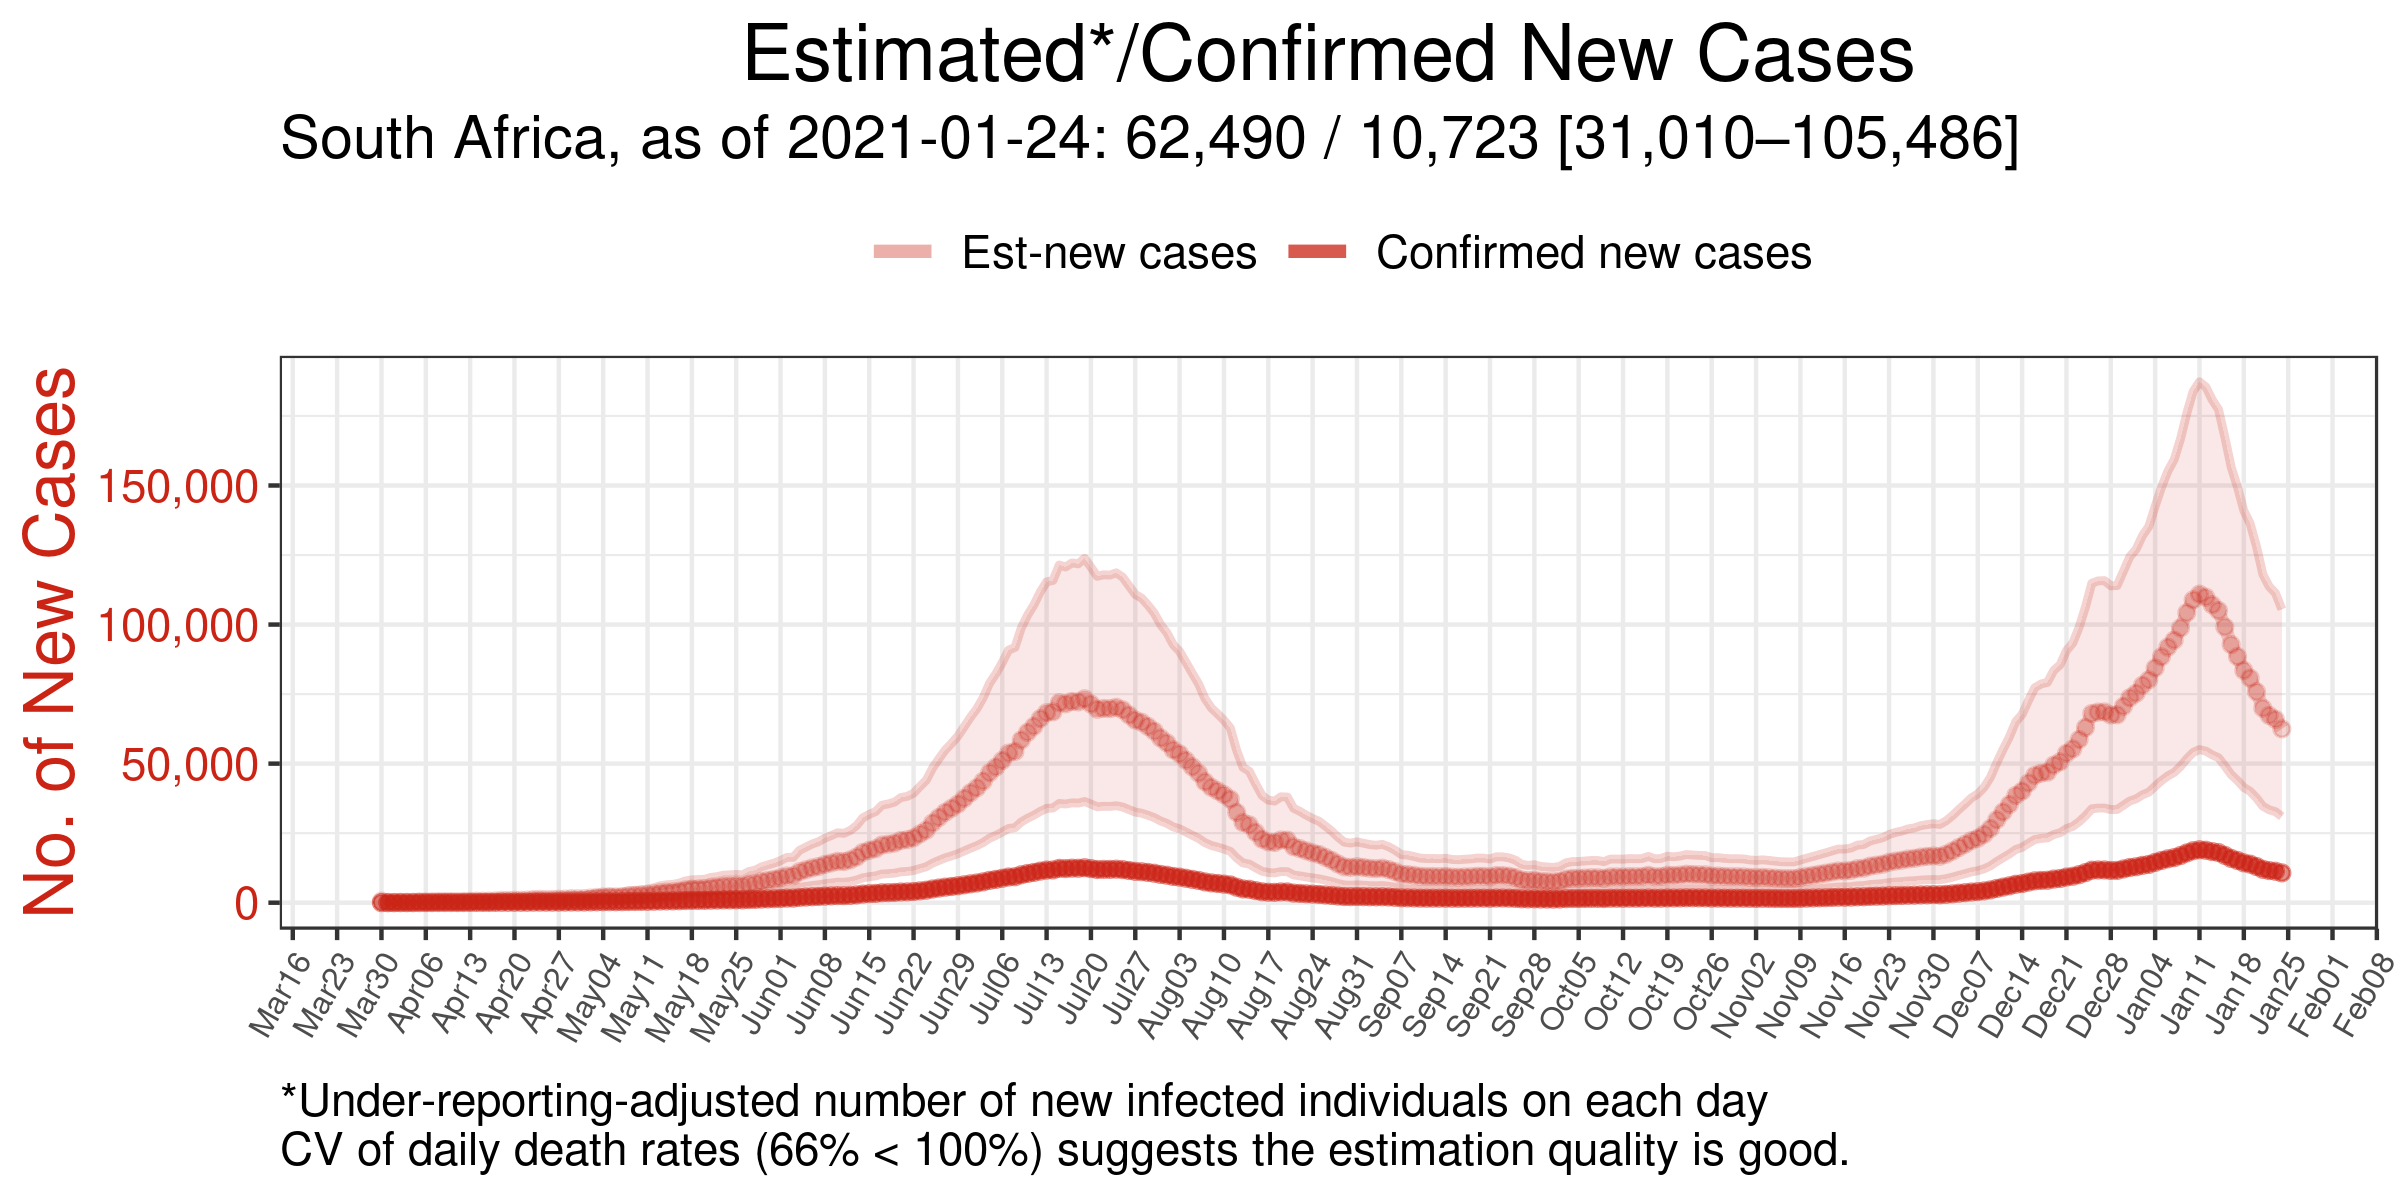 Estimated*/Confirmed New Cases
South Africa, as of 2021-01-24: 62,490 / 10,723 [31,010–105,486]
Est-new cases
Confirmed new cases
No. of New Cases
150,000
100,000
50,000
0
Mar16
Mar23
Mar30
Apr06
Apr13
Apr20
Apr27
May04
May11
May18
May25
Jun01
Jun08
Jun15
Jun22
Jun29
Jul06
Jul13
Jul20
Jul27
Aug03
Aug10
Aug17
Aug24
Aug31
Sep07
Sep14
Sep21
Sep28
Oct05
Oct12
Oct19
Oct26
Nov02
Nov09
Nov16
Nov23
Nov30
Dec07
Dec14
Dec21
Dec28
Jan04
Jan11
Jan18
Jan25
Feb01
Feb08
*Under-reporting-adjusted number of new infected individuals on each day
CV of daily death rates (66% < 100%) suggests the estimation quality is good.